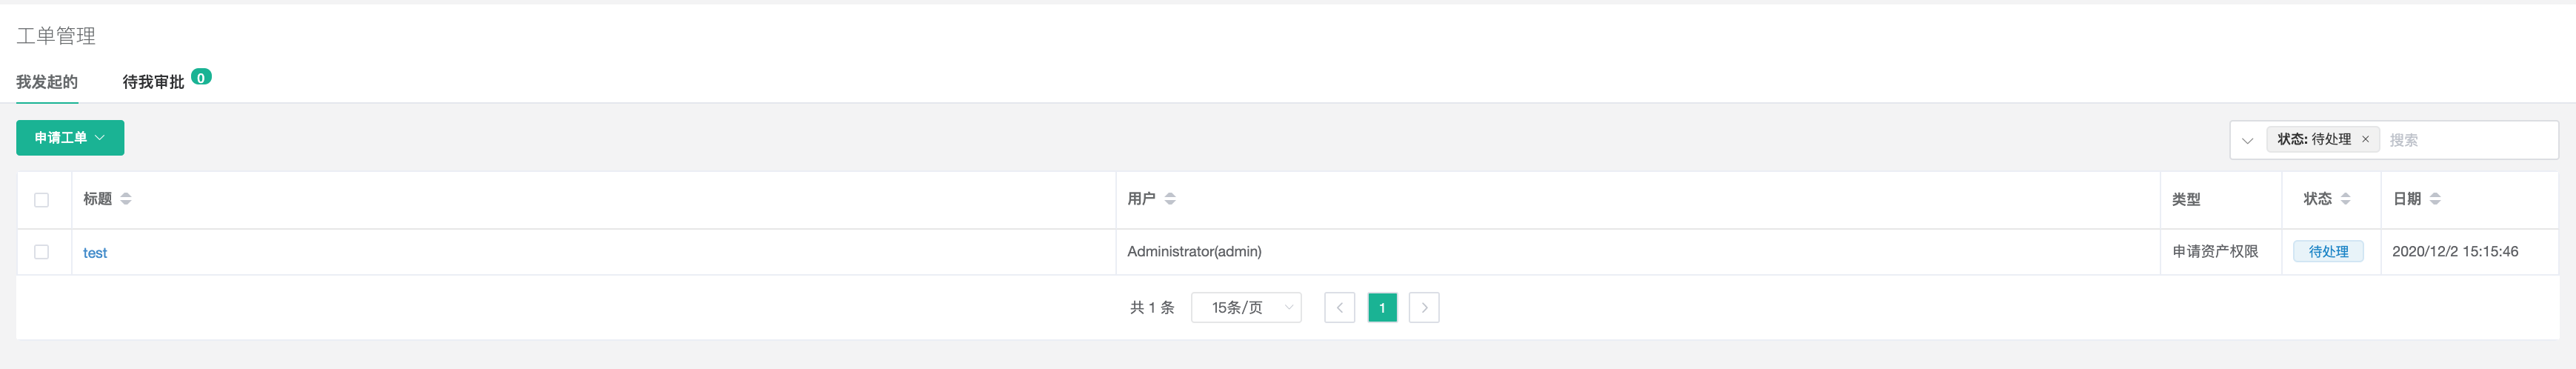 工单管理
我发起的 待我审批 0
申请工单 状态: 待处理 × 搜索
标题 用户 类型 状态 日期
test Administrator(admin) 申请资产权限 待处理 2020/12/2 15:15:46
共 1 条 15条/页 1